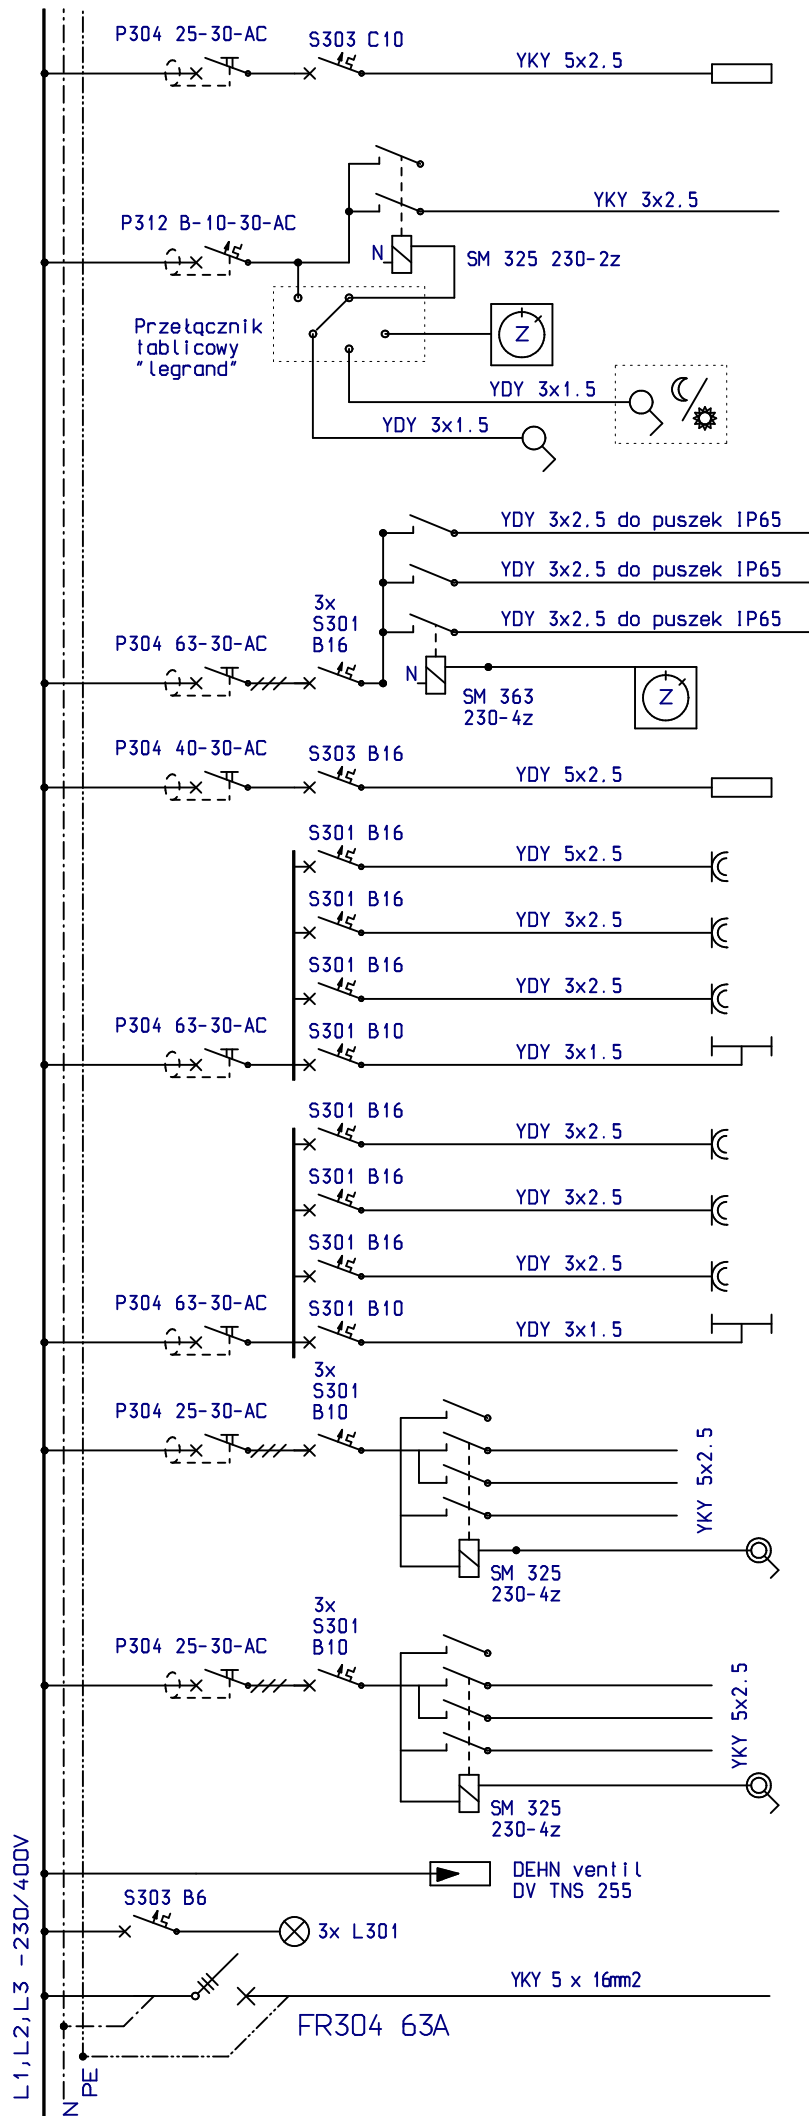 P304 25-30-AC
S303 C10
YKY 5x2.5
P312 B-10-30-AC
YKY 3x2.5
N
SM 325 230-2z
Przełącznik
tablicowy
"legrand"
Z
YDY 3x1.5
YDY 3x1.5
YDY 3x2.5 do puszek IP65
YDY 3x2.5 do puszek IP65
YDY 3x2.5 do puszek IP65
3x
S301
B16
P304 63-30-AC
N
SM 363
230-4z
Z
P304 40-30-AC
S303 B16
YDY 5x2.5
S301 B16
YDY 5x2.5
S301 B16
YDY 3x2.5
S301 B16
YDY 3x2.5
P304 63-30-AC
S301 B10
YDY 3x1.5
S301 B16
YDY 3x2.5
S301 B16
YDY 3x2.5
S301 B16
YDY 3x2.5
P304 63-30-AC
S301 B10
YDY 3x1.5
3x
S301
B10
P304 25-30-AC
YKY 5x2.5
SM 325
230-4z
3x
S301
B10
P304 25-30-AC
YKY 5x2.5
SM 325
230-4z
DEHN ventil
DV TNS 255
S303 B6
3x L301
YKY 5 x 16mm2
FR304 63A
L1,L2,L3 -230/400V
N
PE